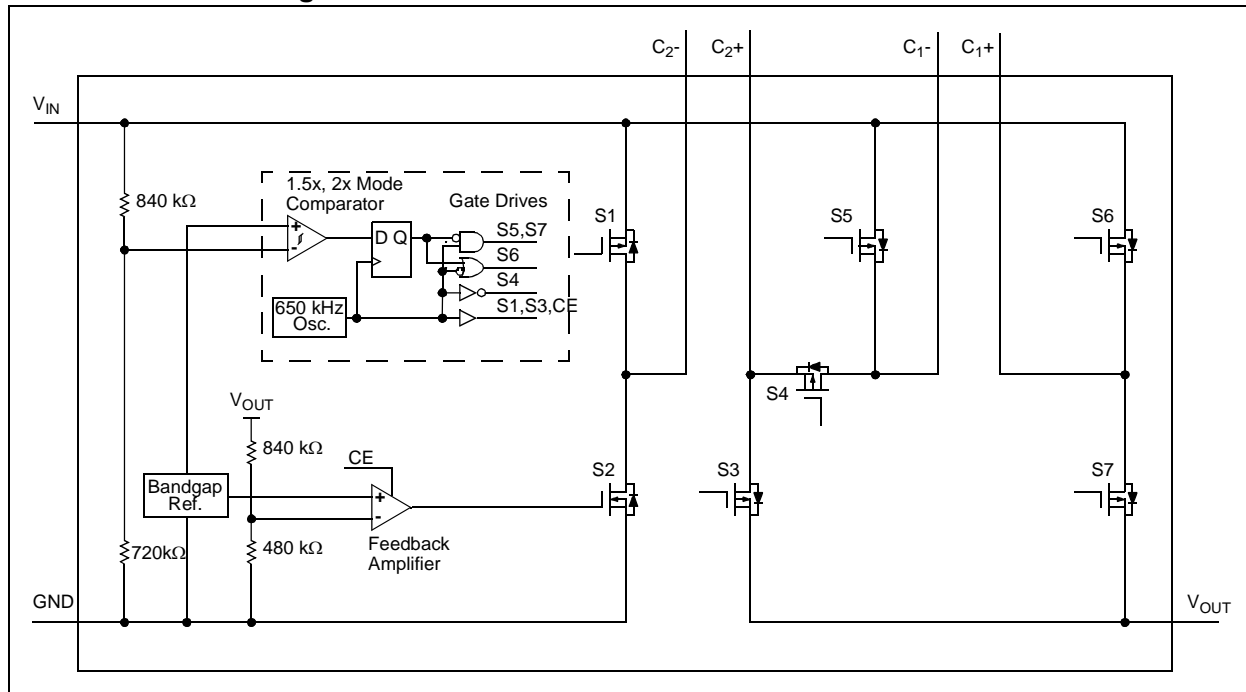 C2- C2+ C1- C1+
VIN
840 kΩ
1.5x, 2x Mode
Comparator
Gate Drives
+
-
D Q
S5,S7
S6
S4
S1,S3,CE
650 kHz
Osc.
S1
S5
S6
S4
VOUT
840 kΩ
CE
Bandgap
Ref.
+
-
S2
S3
S7
720kΩ
480 kΩ
Feedback
Amplifier
GND
VOUT